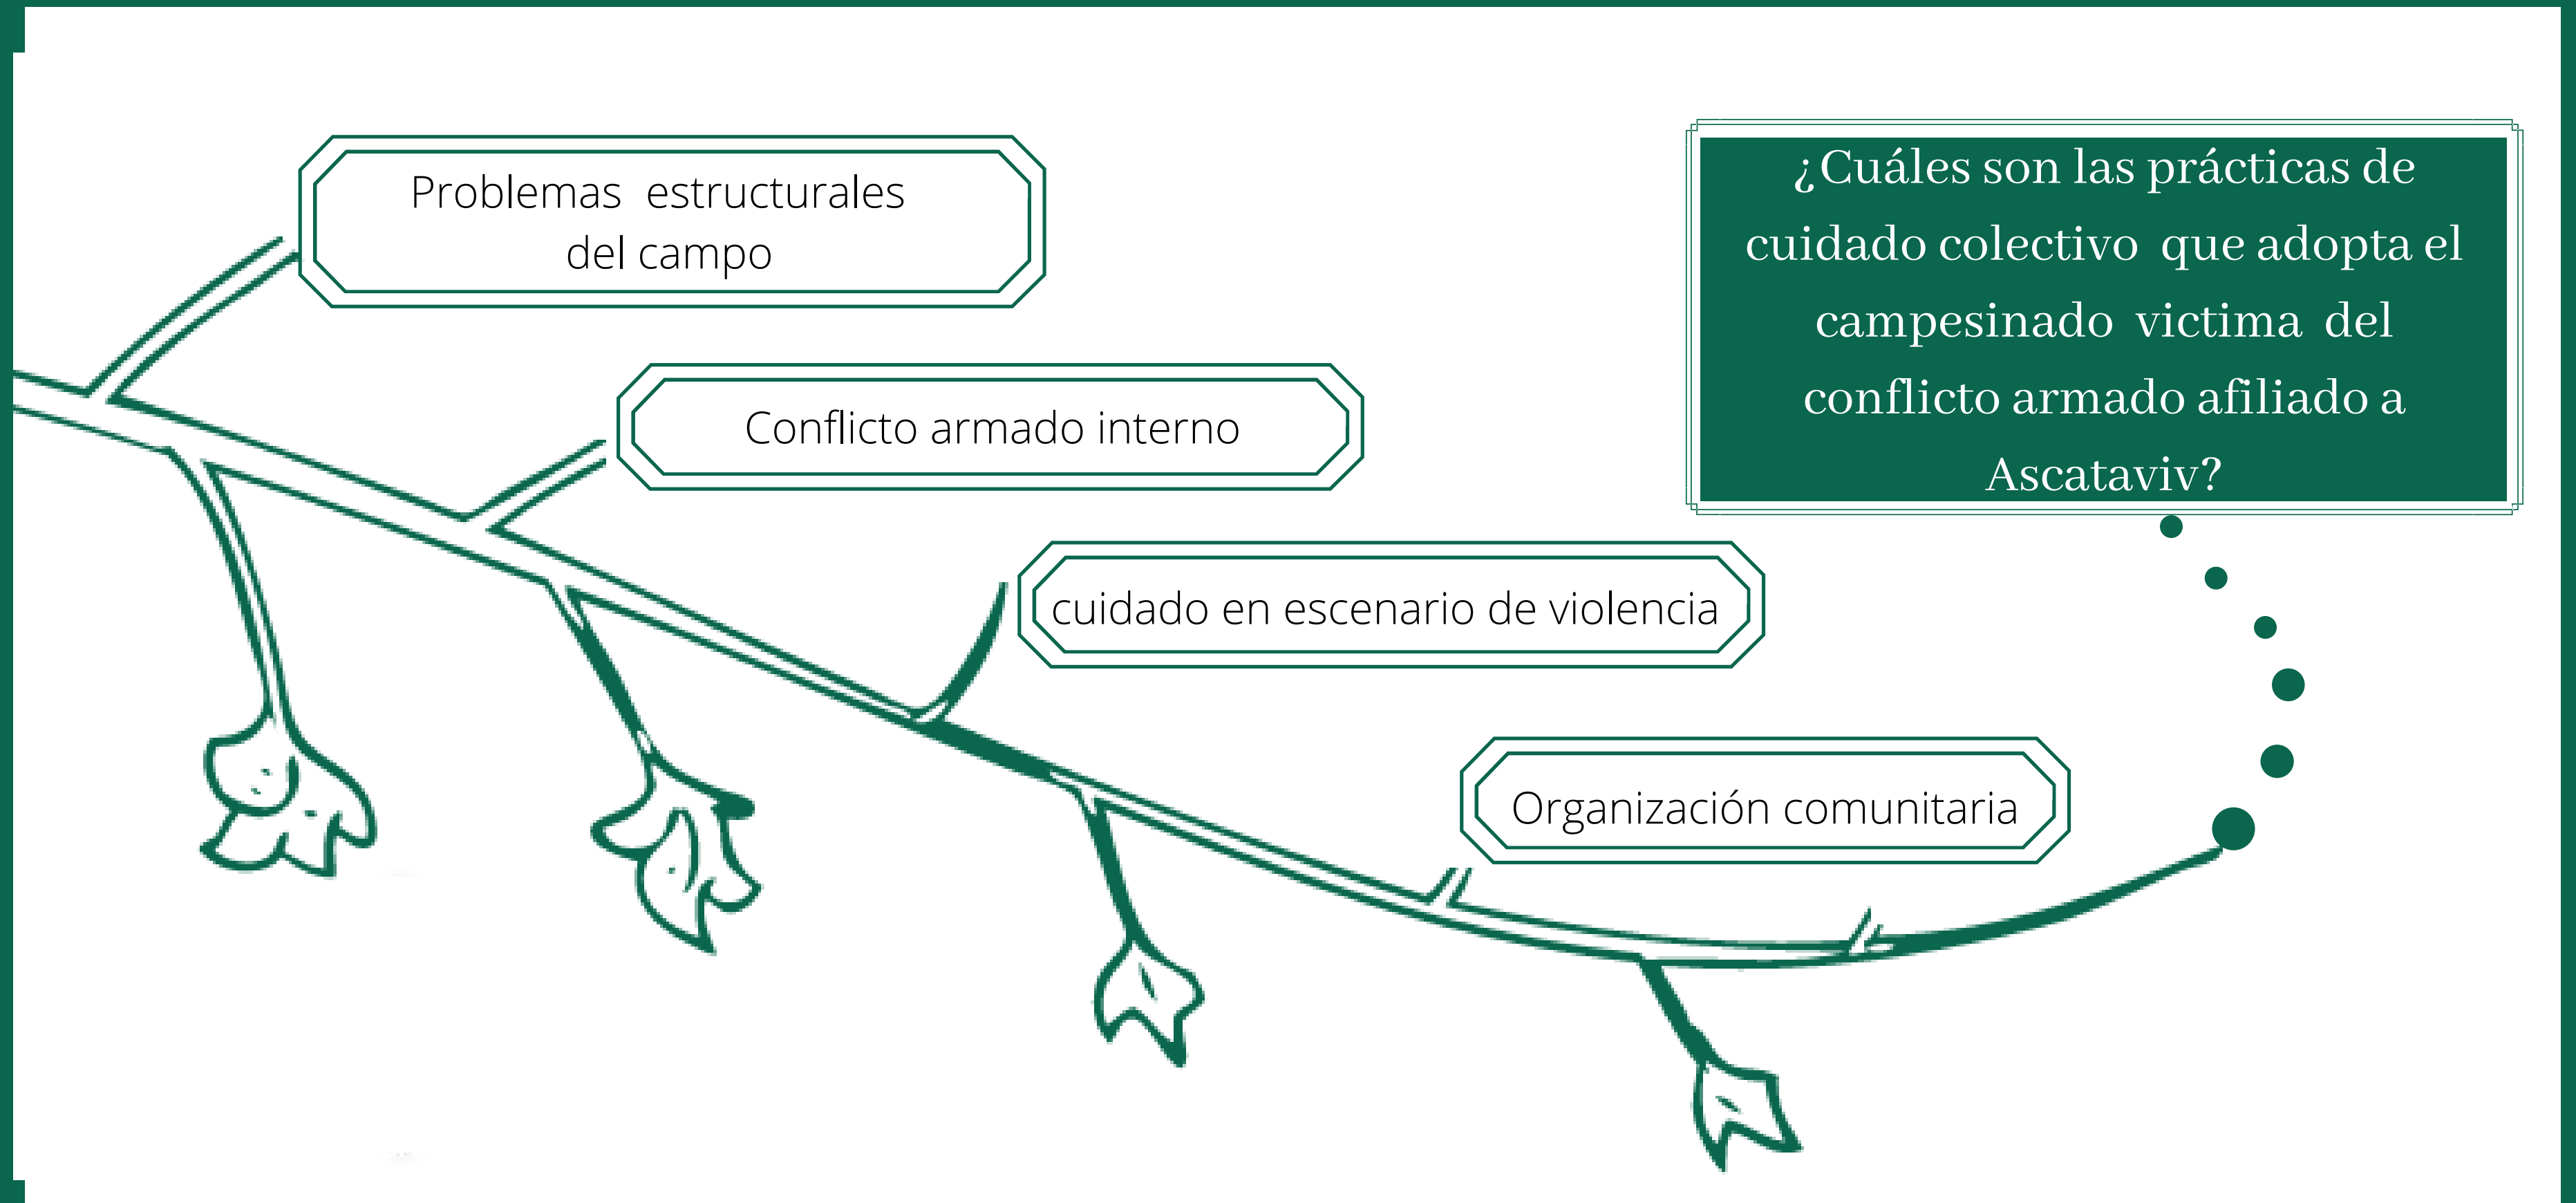 Problemas estructurales
del campo
Conflicto armado interno
cuidado en escenario de violencia
Organización comunitaria
¿Cuáles son las prácticas de
cuidado colectivo que adopta el
campesinado victima del
conflicto armado afiliado a
Ascataviv?